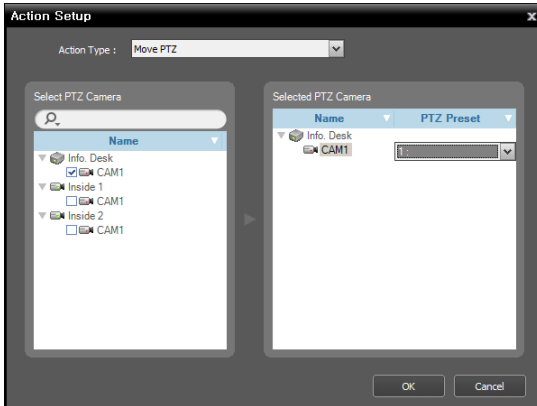 Action Setup
x
Action Type : Move PTZ
Select PTZ Camera
Name
Info. Desk
CAM1
Inside 1
CAM1
Inside 2
CAM1
Selected PTZ Camera
Name PTZ Preset
Info. Desk
CAM1 1 :
OK Cancel